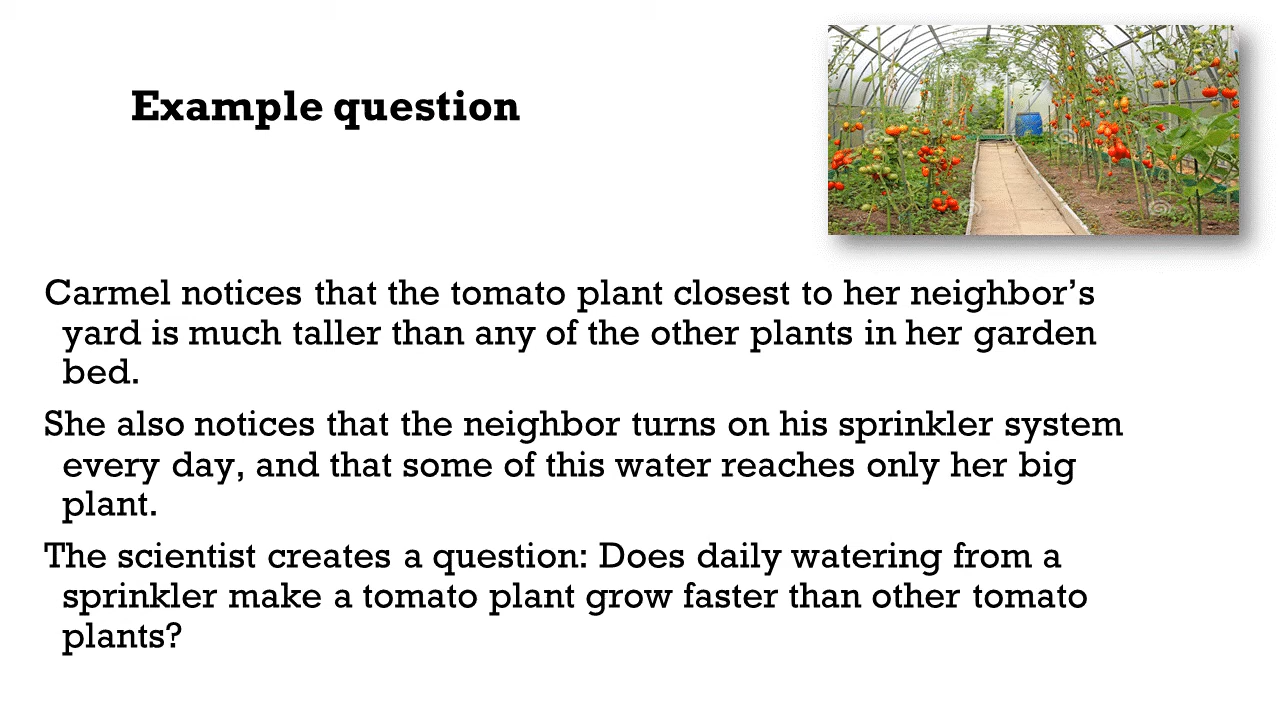 Example question
Carmel notices that the tomato plant closest to her neighbor’s
yard is much taller than any of the other plants in her garden
bed.
She also notices that the neighbor turns on his sprinkler system
every day, and that some of this water reaches only her big
plant.
The scientist creates a question: Does daily watering from a
sprinkler make a tomato plant grow faster than other tomato
plants?